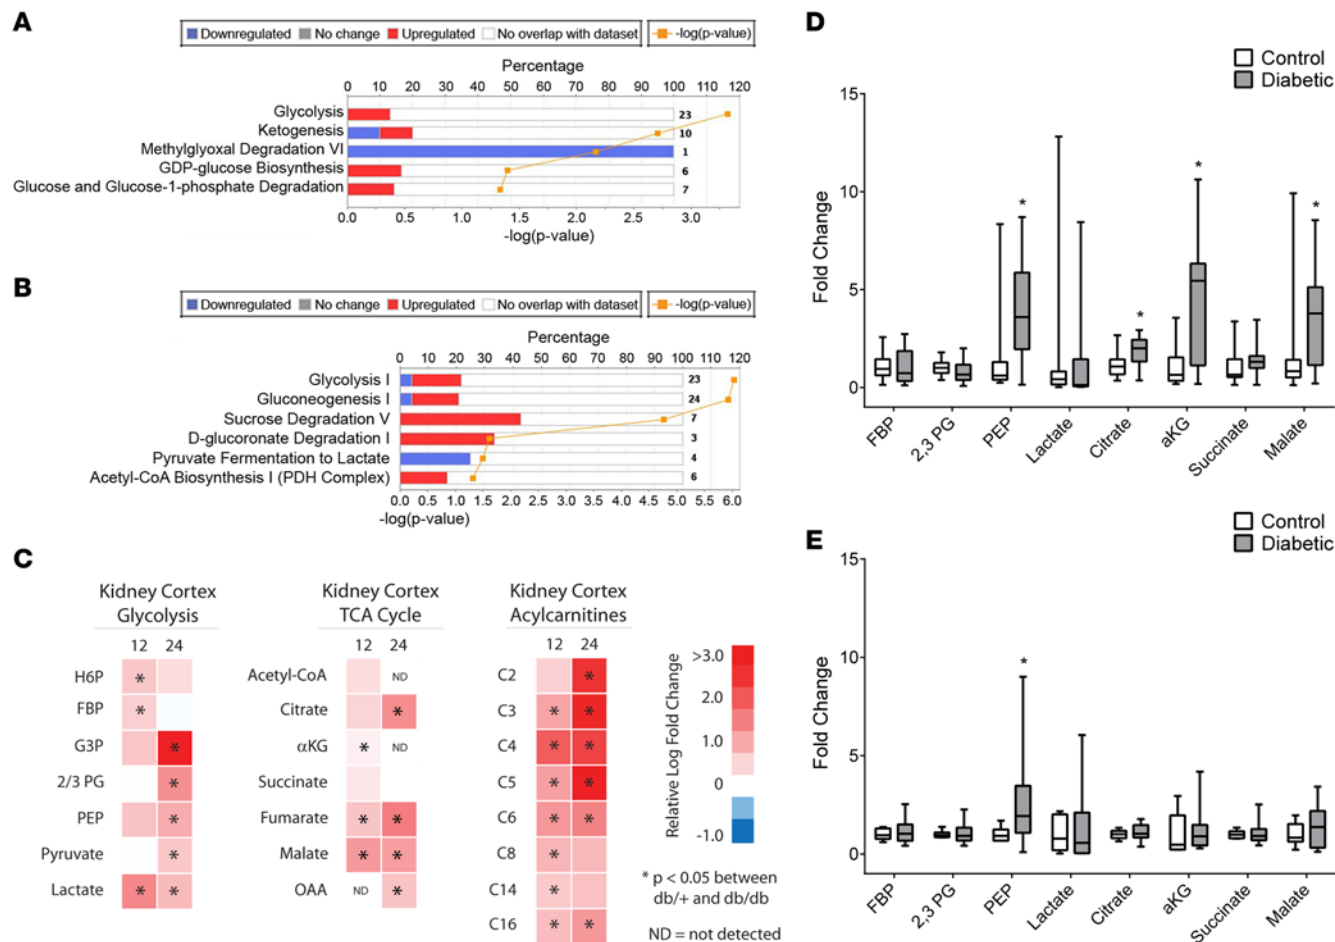 A
Downregulated No change Upregulated No overlap with dataset -log(p-value)
Percentage
0 10 20 30 40 50 60 70 80 90 100 110 120
Glycolysis 23
Ketogenesis 10
Methylglyoxal Degradation VI 1
GDP-glucose Biosynthesis 6
Glucose and Glucose-1-phosphate Degradation 7
0.0 0.5 1.0 1.5 2.0 2.5 3.0
-log(p-value)
B
Downregulated No change Upregulated No overlap with dataset -log(p-value)
Percentage
0 10 20 30 40 50 60 70 80 90 100 110 120
Glycolysis I 23
Gluconeogenesis I 24
Sucrose Degradation V 7
D-glucoronate Degradation I 3
Pyruvate Fermentation to Lactate 4
Acetyl-CoA Biosynthesis I (PDH Complex) 6
0.0 0.5 1.0 1.5 2.0 2.5 3.0 3.5 4.0 4.5 5.0 5.5 6.0
-log(p-value)
C
Kidney Cortex
Glycolysis
12 24
H6P *
FBP *
G3P *
2/3 PG *
PEP *
Pyruvate *
Lactate * *
Kidney Cortex
TCA Cycle
12 24
Acetyl-CoA ND
Citrate *
αKG * ND
Succinate
Fumarate * *
Malate * *
OAA ND *
Kidney Cortex
Acylcarnitines
12 24
C2 *
C3 * *
C4 * *
C5 * *
C6 * *
C8 *
C14 *
C16 * *
Relative Log Fold Change
>3.0
2.0
1.0
0
-1.0
* p < 0.05 between
db/+ and db/db
ND = not detected
D
Control
Diabetic
Fold Change
15
10
5
0
* * * *
FBP 2,3 PG PEP Lactate Citrate aKG Succinate Malate
E
Control
Diabetic
Fold Change
15
10
5
0
*
FBP 2,3 PG PEP Lactate Citrate aKG Succinate Malate